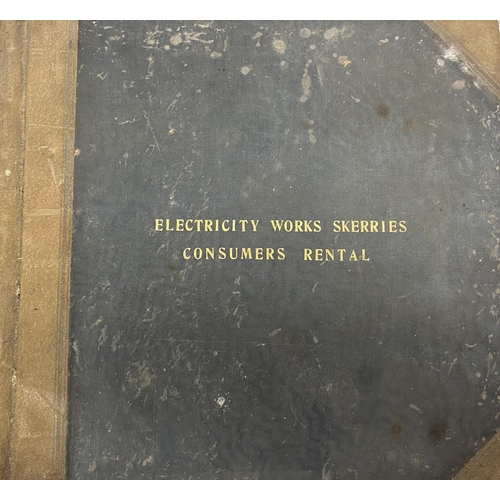 ELECTRICITY WORKS SKERRIES
CONSUMERS RENTAL